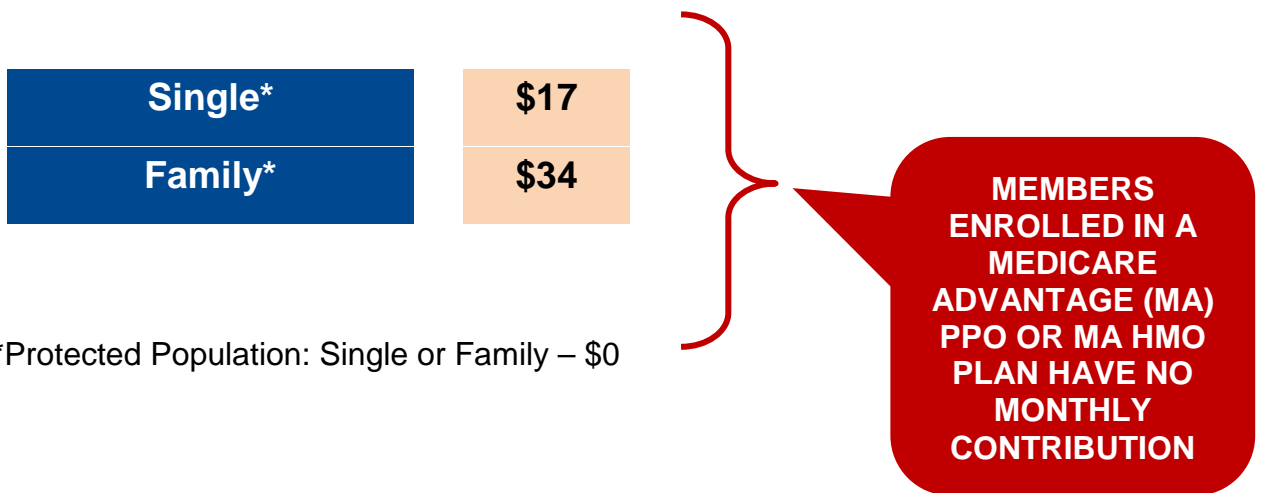 Single* $17
Family* $34
*Protected Population: Single or Family – $0
MEMBERS
ENROLLED IN A
MEDICARE
ADVANTAGE (MA)
PPO OR MA HMO
PLAN HAVE NO
MONTHLY
CONTRIBUTION